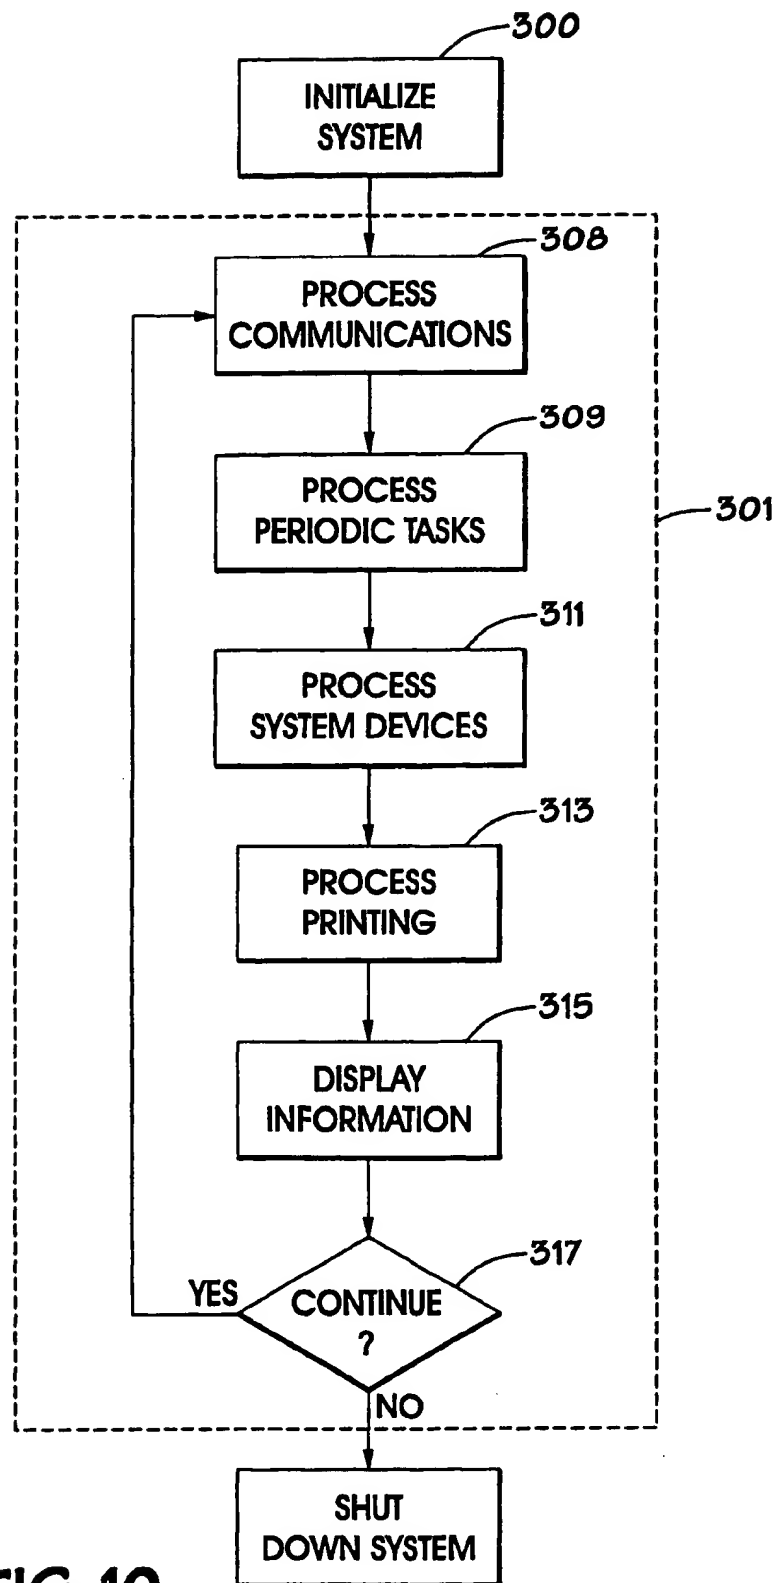 300
INITIALIZE
SYSTEM
308
PROCESS
COMMUNICATIONS
309
PROCESS
PERIODIC TASKS
301
311
PROCESS
SYSTEM DEVICES
313
PROCESS
PRINTING
315
DISPLAY
INFORMATION
317
YES
CONTINUE
?
NO
SHUT
DOWN SYSTEM